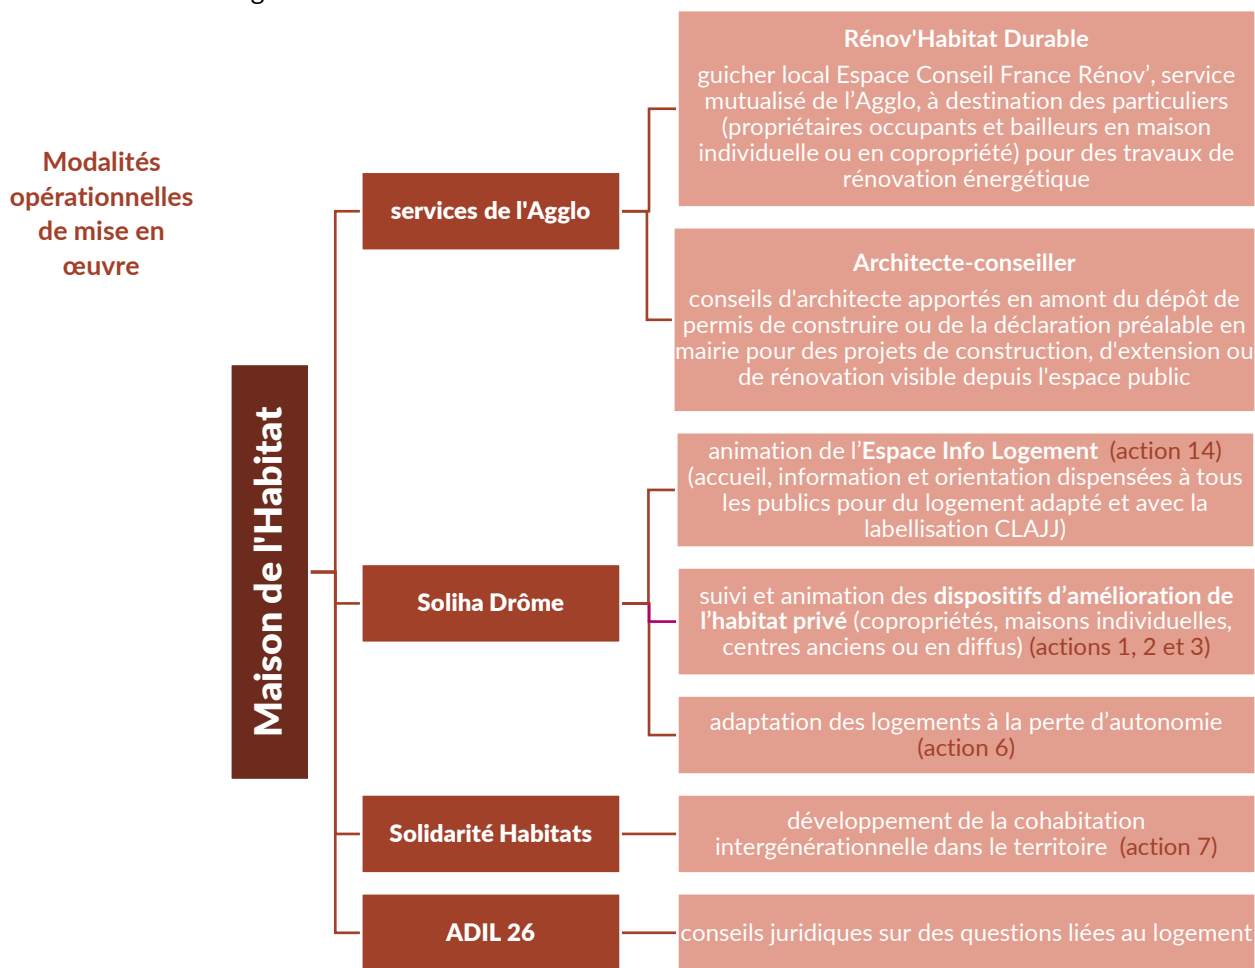 Modalités
opérationnelles
de mise en
œuvre
Maison de l'Habitat
services de l'Agglo
Rénov'Habitat Durable
guicher local Espace Conseil France Rénov’, service
mutualisé de l’Agglo, à destination des particuliers
(propriétaires occupants et bailleurs en maison
individuelle ou en copropriété) pour des travaux de
rénovation énergétique
Architecte-conseiller
conseils d'architecte apportés en amont du dépôt de
permis de construire ou de la déclaration préalable en
mairie pour des projets de construction, d'extension ou
de rénovation visible depuis l'espace public
Soliha Drôme
animation de l’Espace Info Logement (action 14)
(accueil, information et orientation dispensées à tous
les publics pour du logement adapté et avec la
labellisation CLAJJ)
suivi et animation des dispositifs d’amélioration de
l’habitat privé (copropriétés, maisons individuelles,
centres anciens ou en diffus) (actions 1, 2 et 3)
adaptation des logements à la perte d’autonomie
(action 6)
Solidarité Habitats
développement de la cohabitation
intergénérationnelle dans le territoire (action 7)
ADIL 26
conseils juridiques sur des questions liées au logement